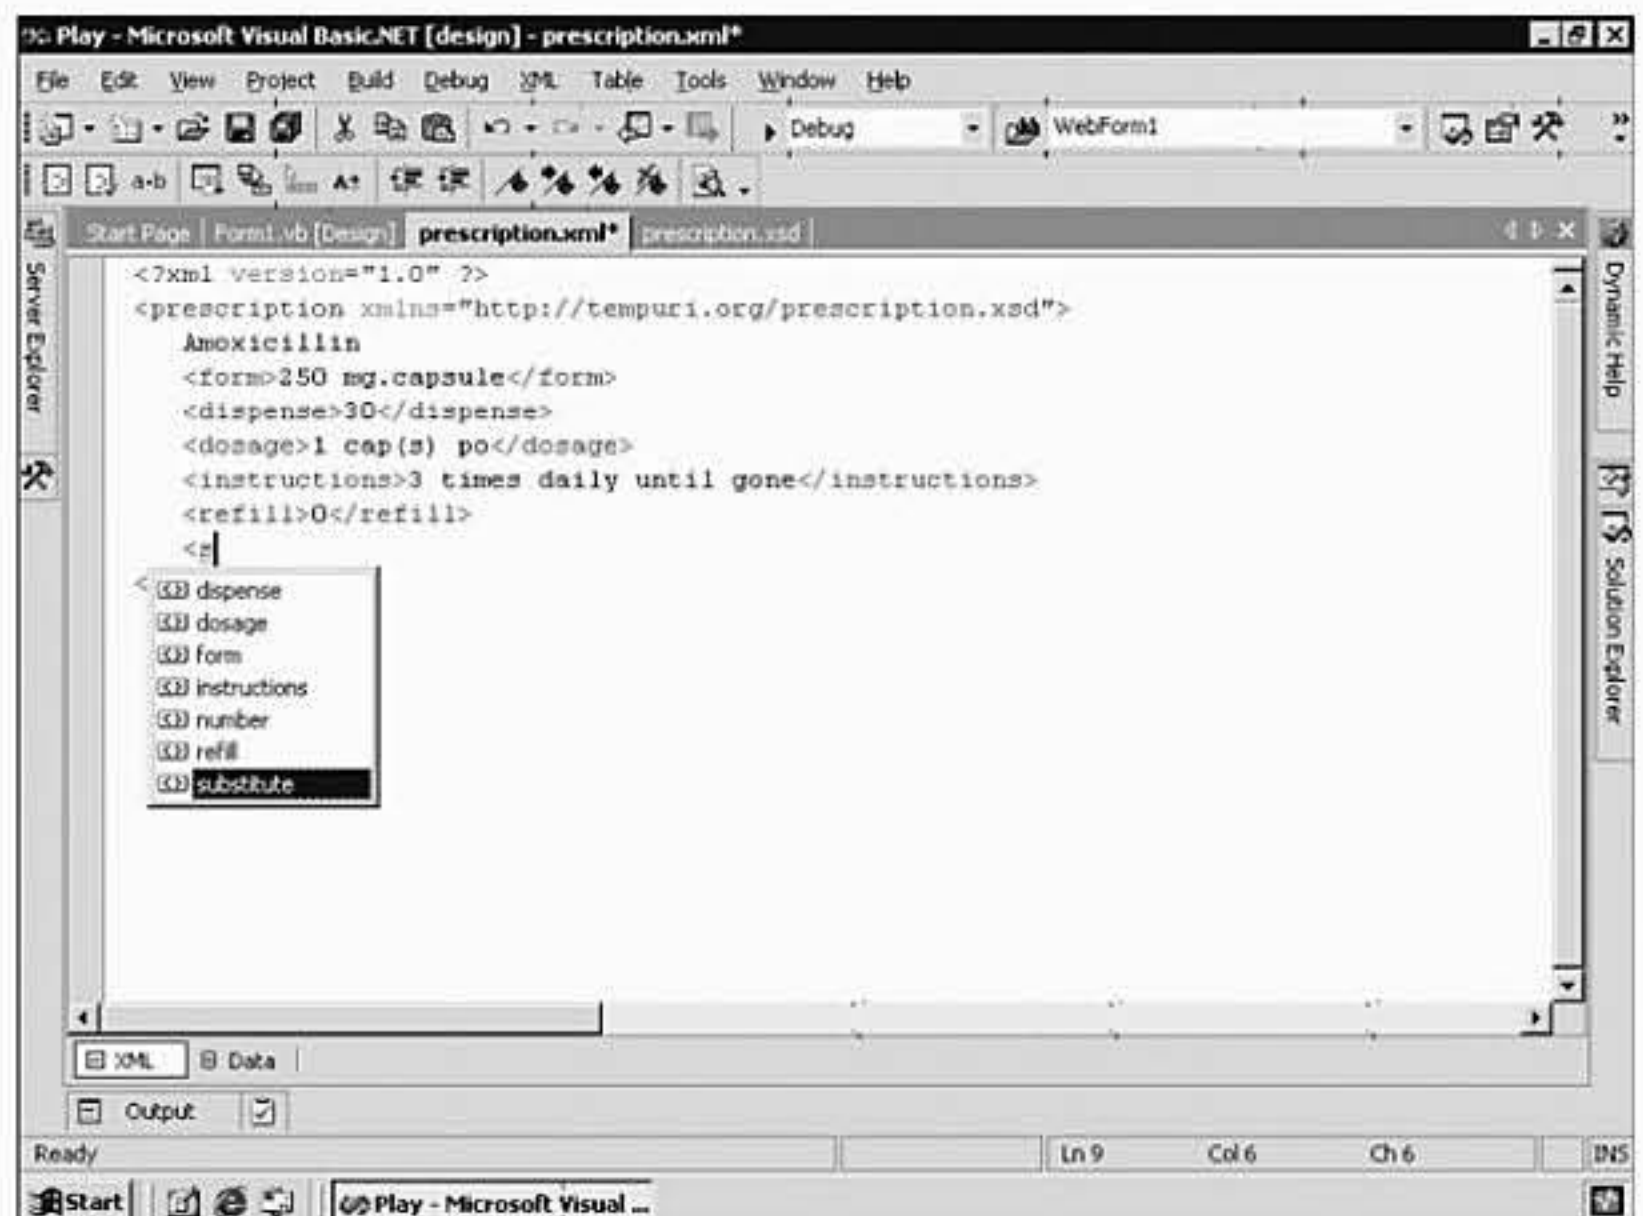 Play - Microsoft Visual Basic.NET [design] - prescription.xml*
File Edit View Project Build Debug XML Table Tools Window Help
Debug WebForm1
a-b
Start Page Form1.vb [Design] prescription.xml* prescription.xsd
Server Explorer
Dynamic Help
Solution Explorer
<?xml version="1.0" ?>
<prescription xmlns="http://tempuri.org/prescription.xsd">
Amoxicillin
<form>250 mg.capsule</form>
<dispense>30</dispense>
<dosage>1 cap(s) po</dosage>
<instructions>3 times daily until gone</instructions>
<refill>0</refill>
<s
<
dispense
dosage
form
instructions
number
refill
substitute
XML Data
Output
Ready Ln 9 Col 6 Ch 6 INS
Start Play - Microsoft Visual ...